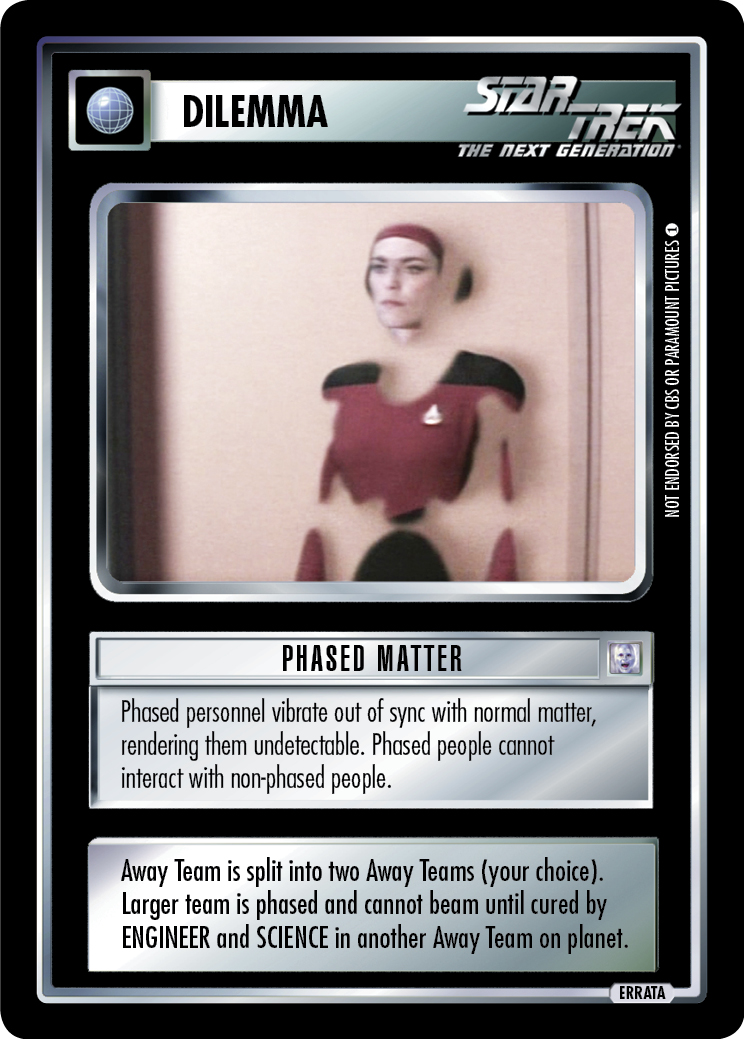 DILEMMA
STAR TREK
THE NEXT GENERATION
NOT ENDORSED BY CBS OR PARAMOUNT PICTURES 1
PHASED MATTER
Phased personnel vibrate out of sync with normal matter,
rendering them undetectable. Phased people cannot
interact with non-phased people.
Away Team is split into two Away Teams (your choice).
Larger team is phased and cannot beam until cured by
ENGINEER and SCIENCE in another Away Team on planet.
ERRATA